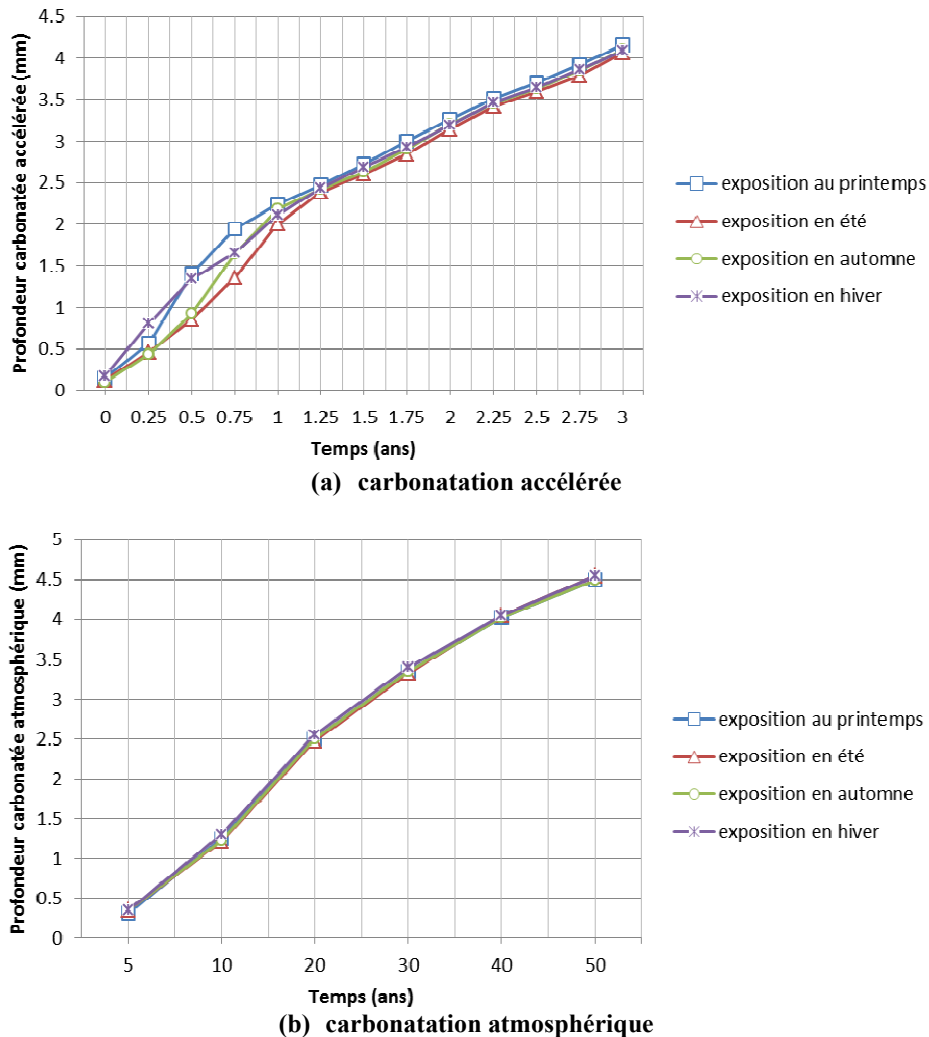 Profondeur carbonatée accélérée (mm)
4.5
4
3.5
3
2.5
2
1.5
1
0.5
0
0 0.25 0.5 0.75 1 1.25 1.5 1.75 2 2.25 2.5 2.75 3
Temps (ans)
exposition au printemps
exposition en été
exposition en automne
exposition en hiver
(a) carbonatation accélérée
Profondeur carbonatée atmosphérique (mm)
5
4.5
4
3.5
3
2.5
2
1.5
1
0.5
0
5 10 20 30 40 50
Temps (ans)
exposition au printemps
exposition en été
exposition en automne
exposition en hiver
(b) carbonatation atmosphérique